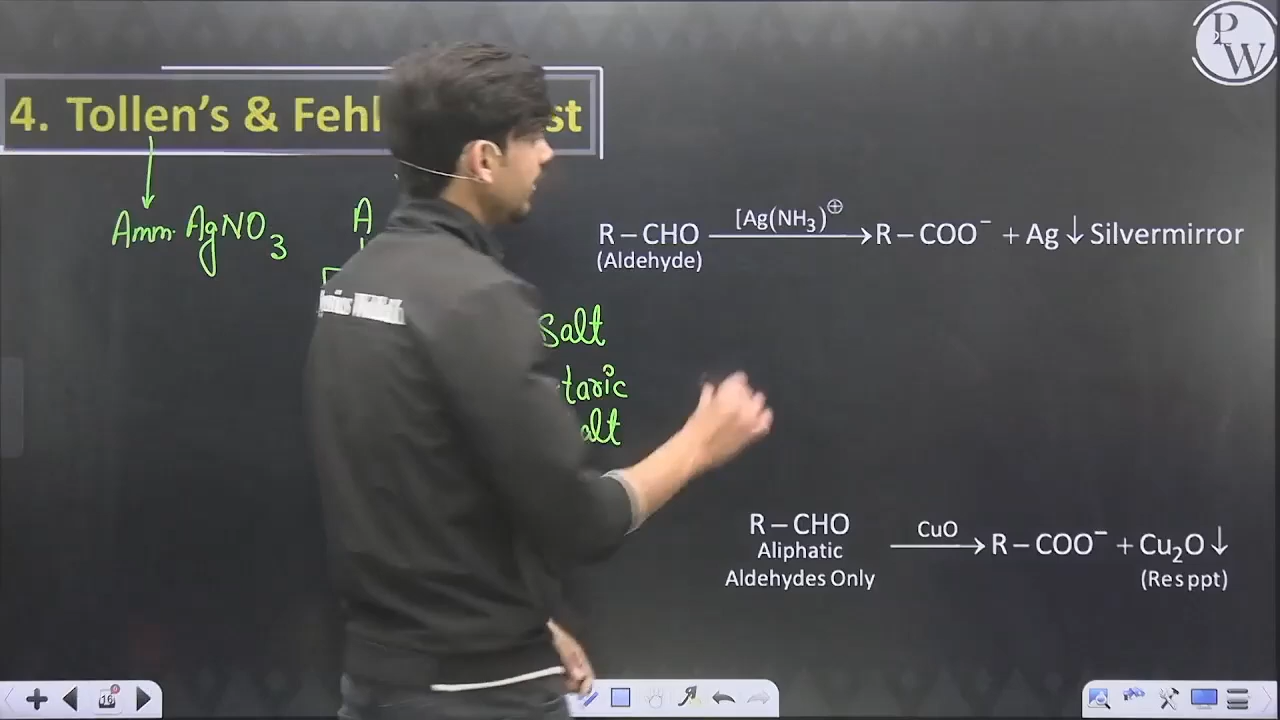 PW
4. Tollen's & Fehl st
Amm. AgNO3
A
R – CHO [Ag(NH3)⊕ → R – COO⁻ + Ag ↓ Silvermirror
(Aldehyde)
Salt
taric
alt
R – CHO CuO → R – COO⁻ + Cu2O ↓
Aliphatic
Aldehydes Only
(Res ppt)
16